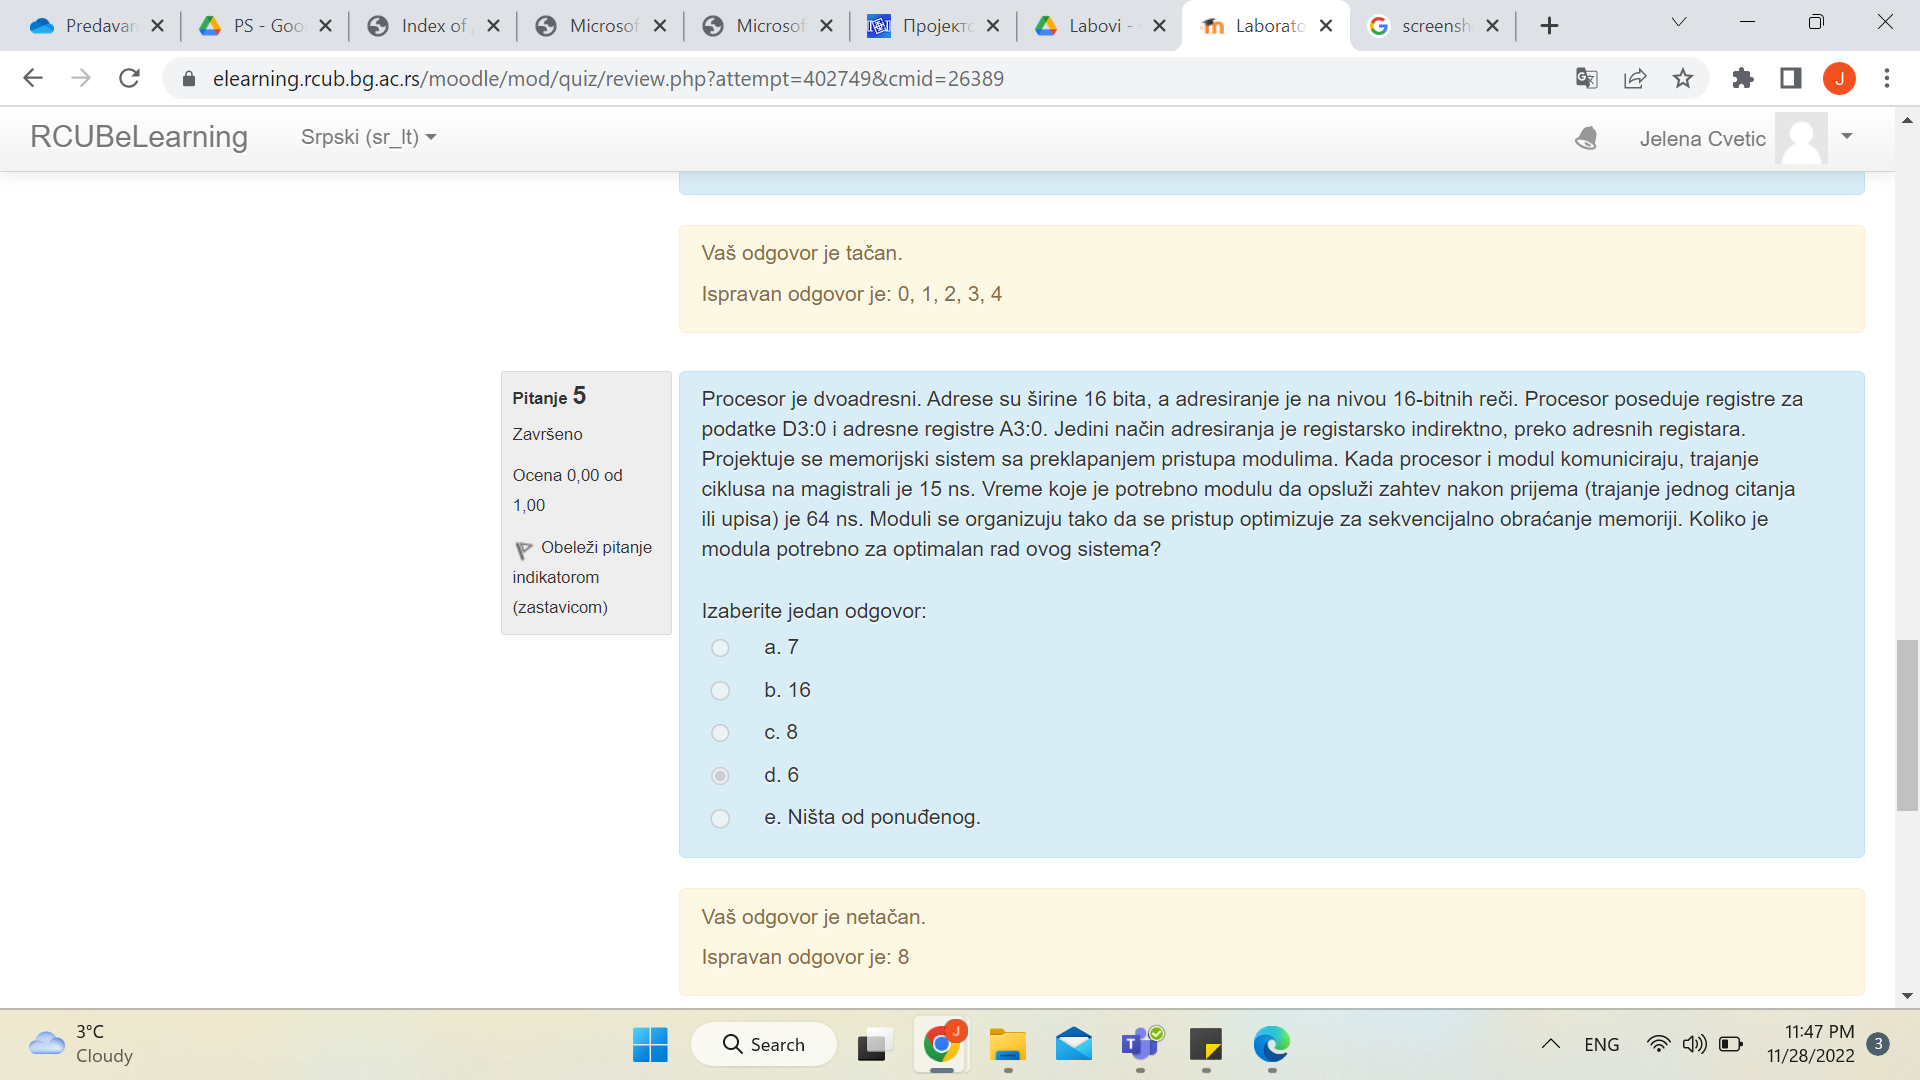 Predavan
PS - Goo
Index of
Microsof
Microsof
Пројекто
Labovi -
Laborato
screensh
elearning.rcub.bg.ac.rs/moodle/mod/quiz/review.php?attempt=402749&cmid=26389
J
RCUBeLearning
Srpski (sr_lt)
Jelena Cvetic
Vaš odgovor je tačan.
Ispravan odgovor je: 0, 1, 2, 3, 4
Pitanje 5
Završeno
Ocena 0,00 od
1,00
Obeleži pitanje
indikatorom
(zastavicom)
Procesor je dvoadresni. Adrese su širine 16 bita, a adresiranje je na nivou 16-bitnih reči. Procesor poseduje registre za
podatke D3:0 i adresne registre A3:0. Jedini način adresiranja je registarsko indirektno, preko adresnih registara.
Projektuje se memorijski sistem sa preklapanjem pristupa modulima. Kada procesor i modul komuniciraju, trajanje
ciklusa na magistrali je 15 ns. Vreme koje je potrebno modulu da opsluži zahtev nakon prijema (trajanje jednog citanja
ili upisa) je 64 ns. Moduli se organizuju tako da se pristup optimizuje za sekvencijalno obraćanje memoriji. Koliko je
modula potrebno za optimalan rad ovog sistema?
Izaberite jedan odgovor:
a. 7
b. 16
c. 8
d. 6
e. Ništa od ponuđenog.
Vaš odgovor je netačan.
Ispravan odgovor je: 8
3°C
Cloudy
Search
J
T
ENG
11:47 PM
11/28/2022
3